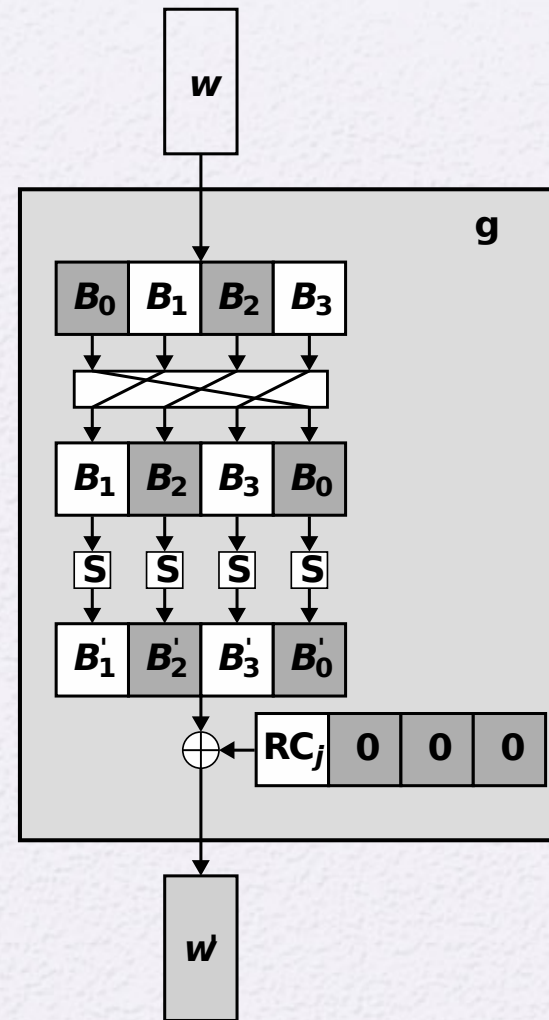 w
g
B₀ B₁ B₂ B₃
B₁ B₂ B₃ B₀
S S S S
B'₁ B'₂ B'₃ B'₀
RCⱼ 0 0 0
w'